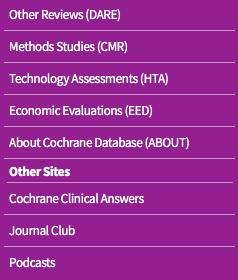 Other Reviews (DARE)
Methods Studies (CMR)
Technology Assessments (HTA)
Economic Evaluations (EED)
About Cochrane Database (ABOUT)
Other Sites
Cochrane Clinical Answers
Journal Club
Podcasts